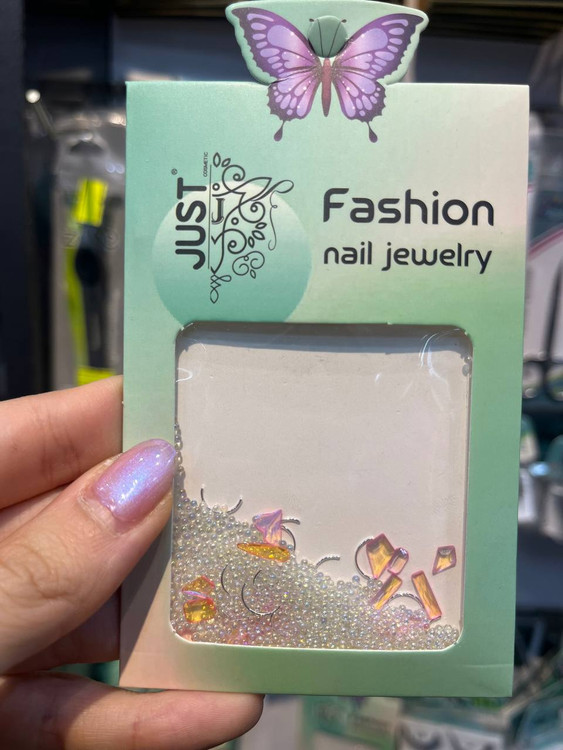 JUST®
COSMETIC
J
Fashion
nail jewelry